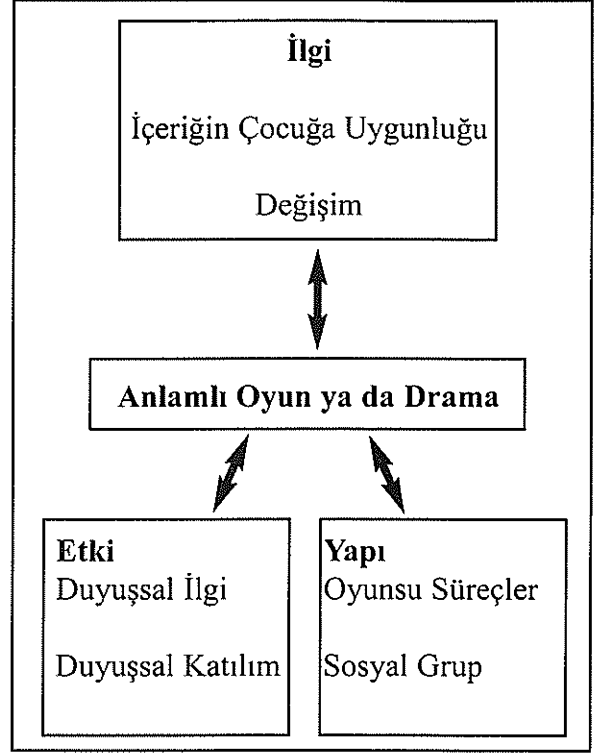 İlgi
İçeriğin Çocuğa Uygunluğu
Değişim
Anlamlı Oyun ya da Drama
Etki
Duyuşsal İlgi
Duyuşsal Katılım
Yapı
Oyunsu Süreçler
Sosyal Grup